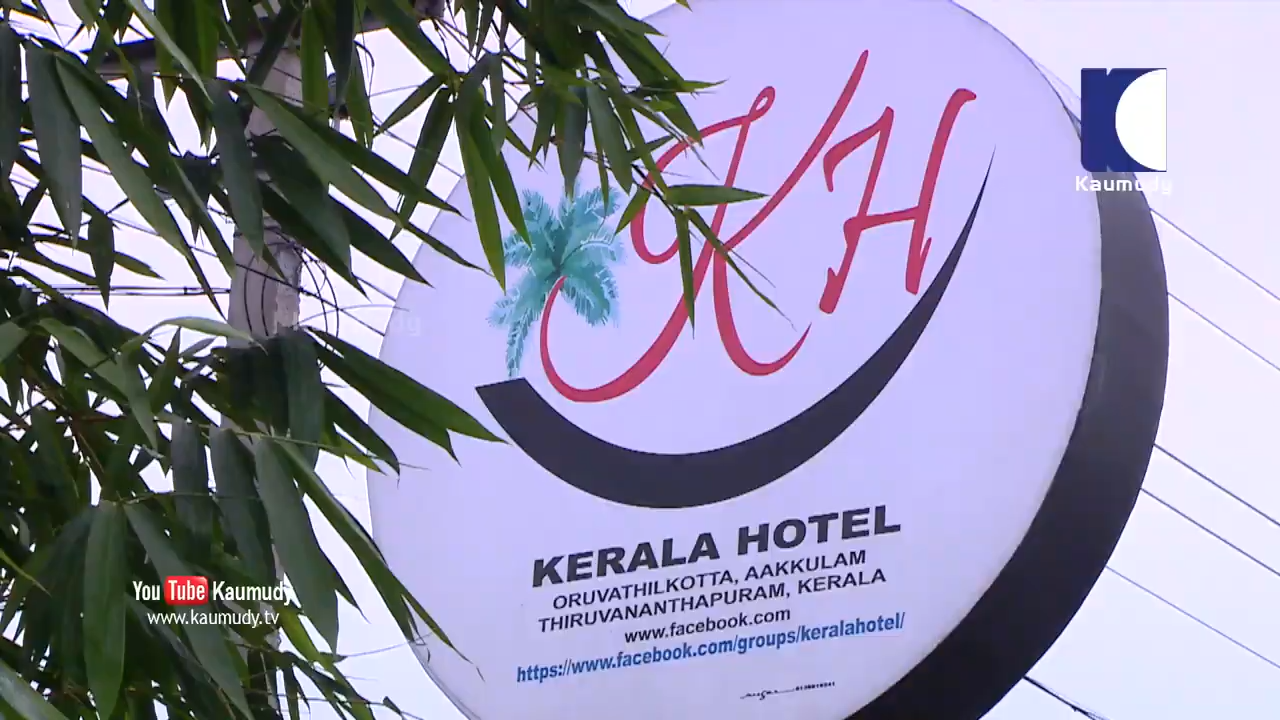 KH
Kaumudy
KERALA HOTEL
ORUVATHILKOTTA, AAKKULAM
THIRUVANANTHAPURAM, KERALA
www.facebook.com
https://www.facebook.com/groups/keralahotel/
You Tube Kaumudy
www.kaumudy.tv